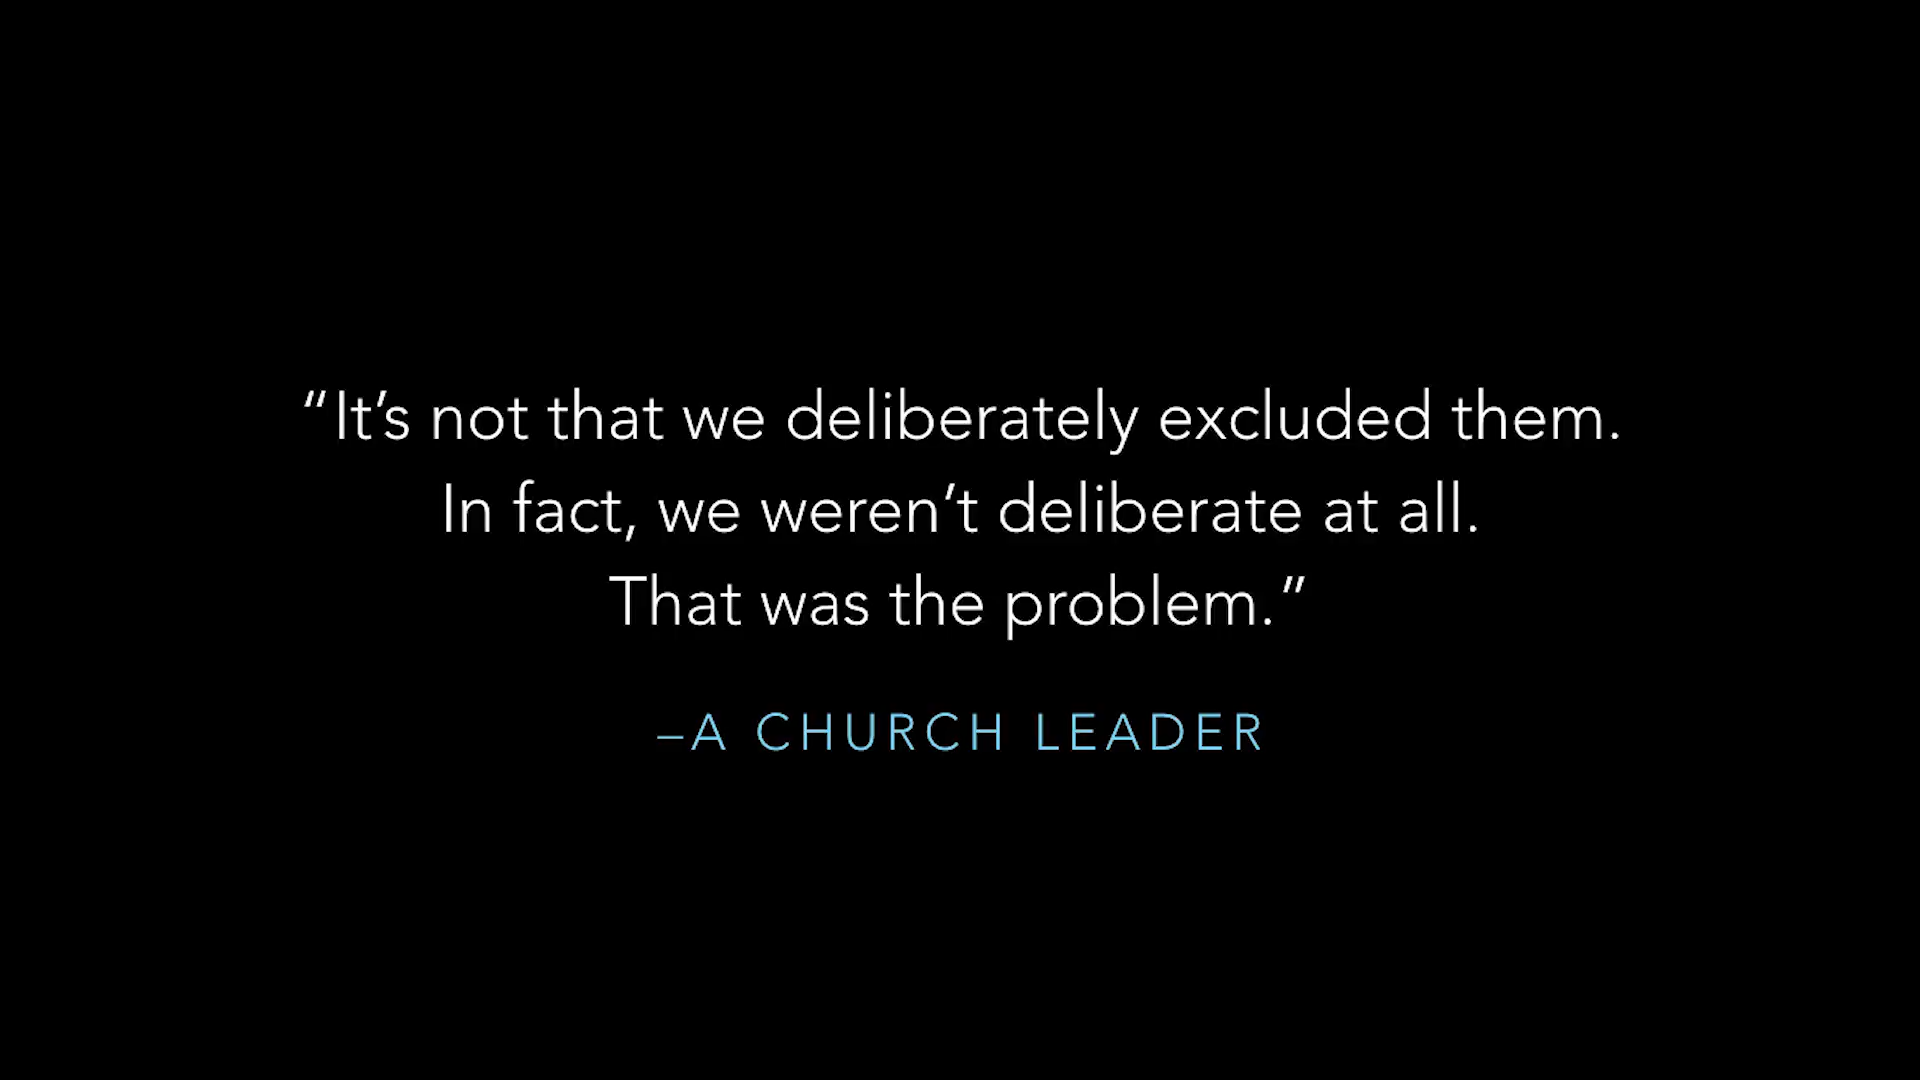 “It’s not that we deliberately excluded them.
In fact, we weren’t deliberate at all.
That was the problem.”
–A CHURCH LEADER